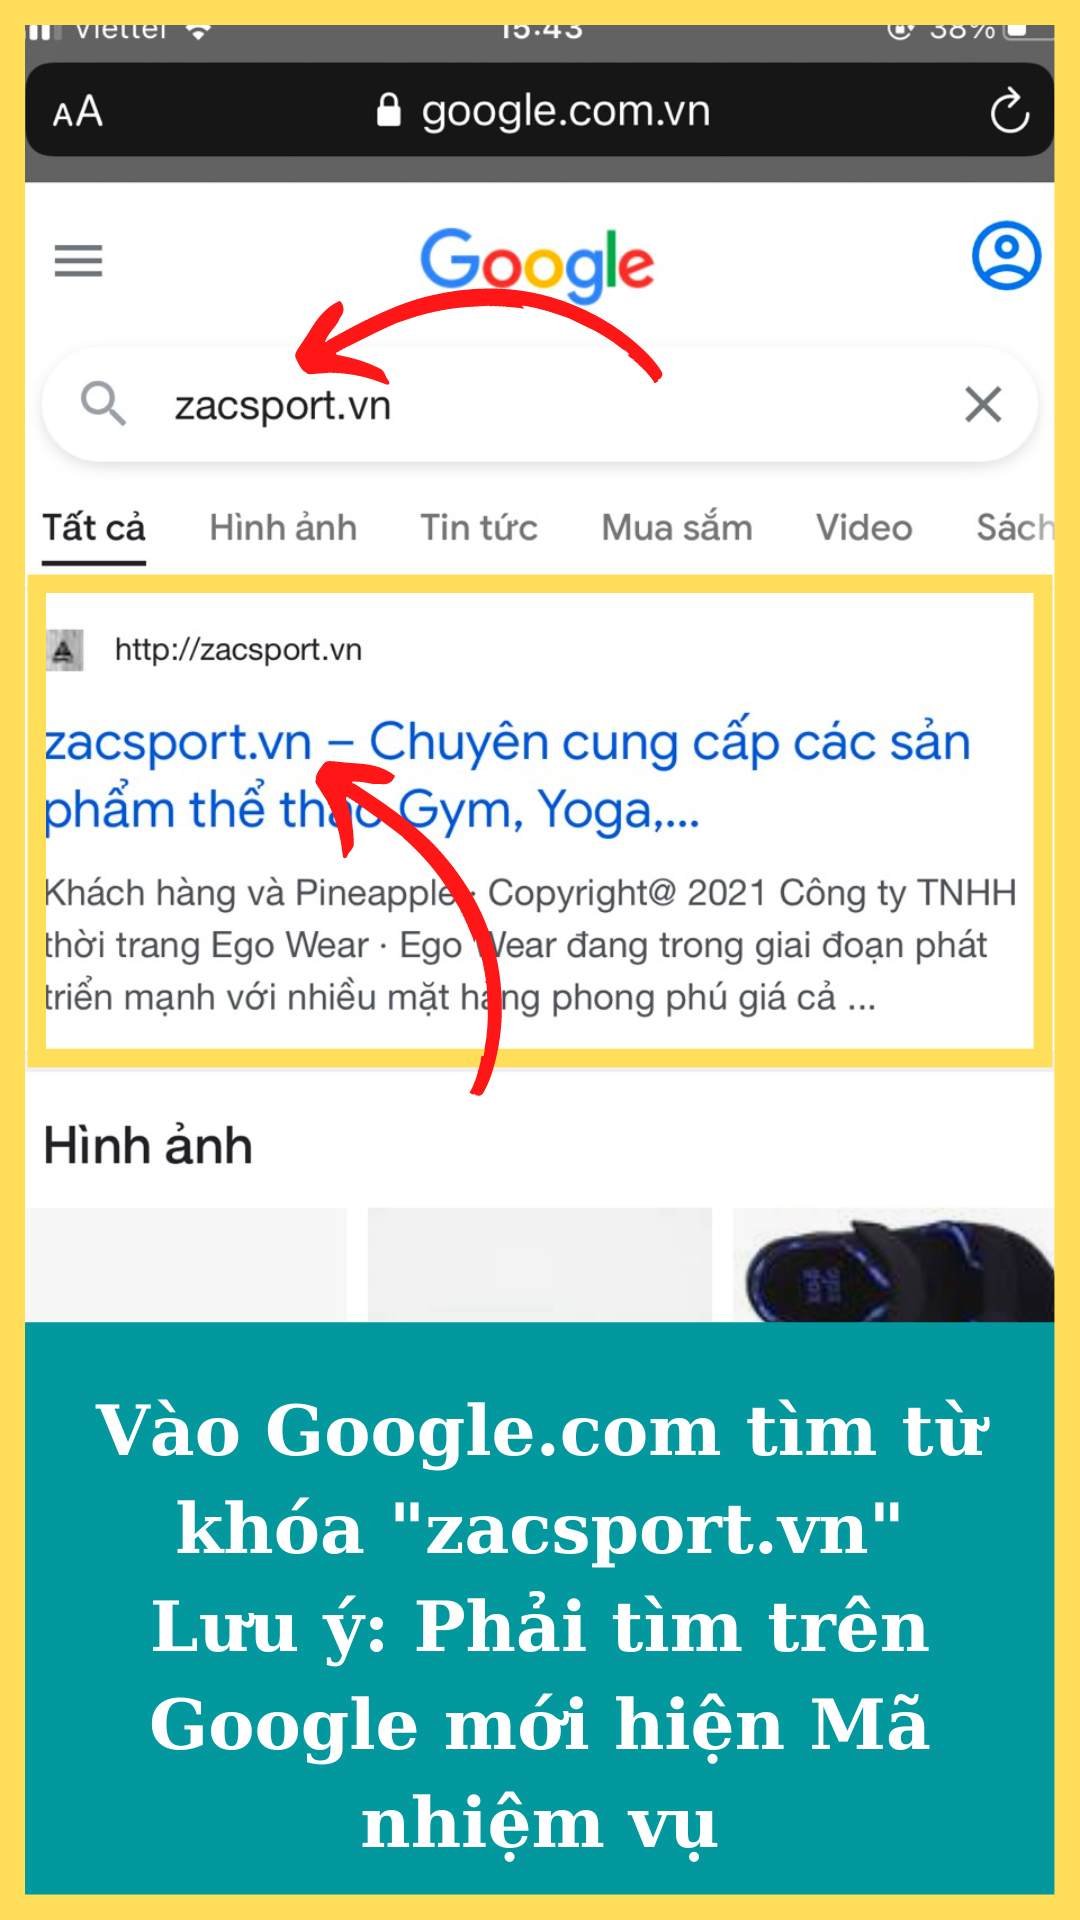 Viettel 15:43 38%
AA google.com.vn
Google
zacsport.vn
Tất cả Hình ảnh Tin tức Mua sắm Video Sách
http://zacsport.vn
zacsport.vn – Chuyên cung cấp các sản
phẩm thể thao Gym, Yoga,...
Khách hàng và Pineapple · Copyright@ 2021 Công ty TNHH
thời trang Ego Wear · Ego Wear đang trong giai đoạn phát
triển mạnh với nhiều mặt hàng phong phú giá cả ...
Hình ảnh
Vào Google.com tìm từ
khóa "zacsport.vn"
Lưu ý: Phải tìm trên
Google mới hiện Mã
nhiệm vụ